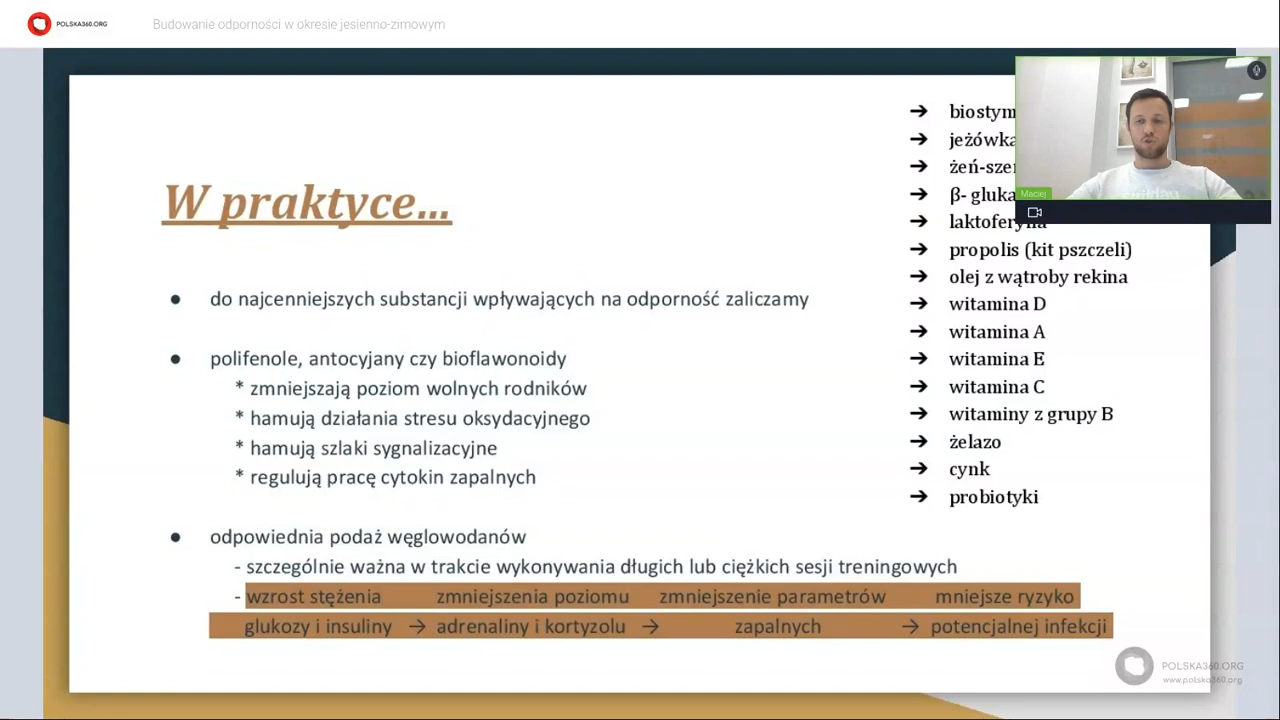 POLSKA360.ORG
Budowanie odporności w okresie jesienno-zimowym
W praktyce...
do najcenniejszych substancji wpływających na odporność zaliczamy
polifenole, antocyjany czy bioflawonoidy
* zmniejszają poziom wolnych rodników
* hamują działania stresu oksydacyjnego
* hamują szlaki sygnalizacyjne
* regulują pracę cytokin zapalnych
odpowiednia podaż węglowodanów
- szczególnie ważna w trakcie wykonywania długich lub ciężkich sesji treningowych
- wzrost stężenia zmniejszenia poziomu zmniejszenie parametrów mniejsze ryzyko
glukozy i insuliny → adrenaliny i kortyzolu → zapalnych → potencjalnej infekcji
➔ żeń-
➔ β-
➔ laktoferyna
➔ propolis (kit pszczeli)
➔ olej z wątroby rekina
➔ witamina D
➔ witamina A
➔ witamina E
➔ witamina C
➔ witaminy z grupy B
➔ żelazo
➔ cynk
➔ probiotyki
Maciej
POLSKA360.ORG
www.polska360.org